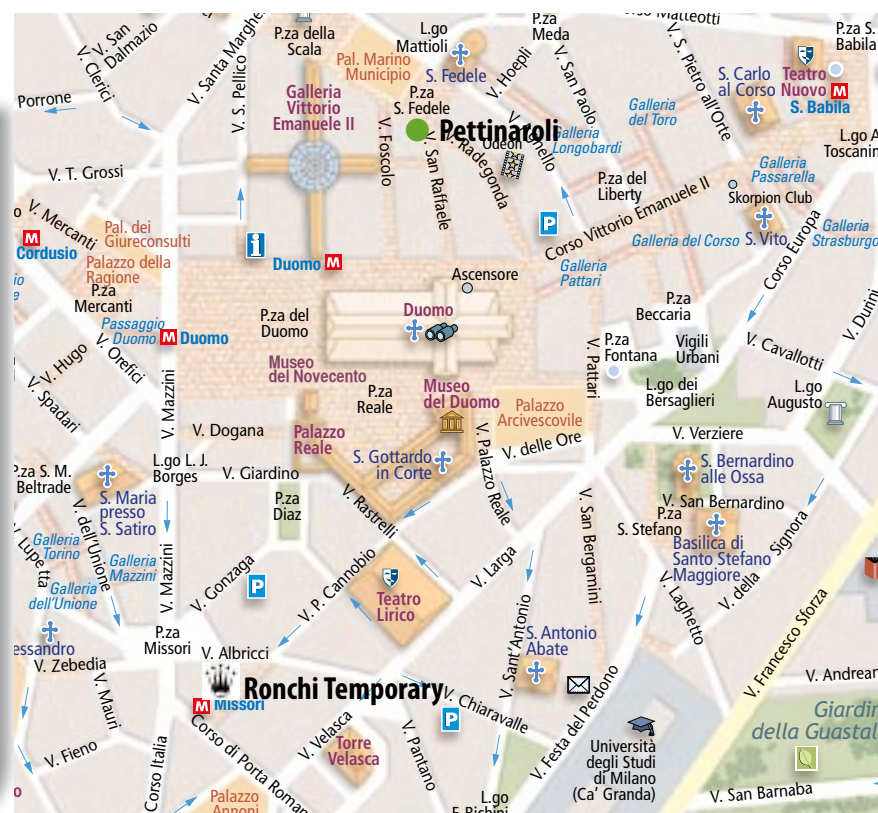 V. San
Dalmazio
V. Clerici
V. Santa Margher
P.za della
Scala
L.go
Mattioli
P.za
Meda
Corso Matteotti
P.za S.
Babila
Pal. Marino
Municipio
S. Fedele
V. Hoepli
V. San Paolo
V. S. Pietro all'Orte
S. Carlo
al Corso
Teatro
Nuovo
M
S. Babila
Porrone
V. S. Pellico
Galleria
Vittorio
Emanuele II
P.za
S. Fedele
Pettinaroli
Galleria
del Toro
Galleria
Longobardi
L.go A
Toscanin
V. T. Grossi
V. Foscolo
V. San Raffaele
V. Radegonda
Odeon
P.za del
Liberty
Galleria
Passarella
Skorpion Club
V. Mercanti
Pal. dei
Giureconsulti
M
Cordusio
Palazzo della
Ragione
P.za
Mercanti
i
Duomo M
P
Corso Vittorio Emanuele II
Galleria del Corso
S. Vito
Galleria
Strasburgo
Corso Europa
Galleria
Pattari
Ascensore
Passaggio
Duomo
M Duomo
P.za del
Duomo
Duomo
P.za
Beccaria
P.za
Fontana
Vigili
Urbani
V. Durini
V. Cavallotti
V. Hugo
V. Orefici
V. Spadari
V. Mazzini
Museo
del Novecento
P.za
Reale
Museo
del Duomo
V. Pattari
L.go dei
Bersaglieri
L.go
Augusto
Palazzo
Arcivescovile
V. Dogana
Palazzo
Reale
V. delle Ore
V. Verziere
P.za S. M.
Beltrade
L.go L. J.
Borges
V. Giardino
S. Gottardo
in Corte
V. Palazzo Reale
S. Bernardino
alle Ossa
S. Maria
presso
S. Satiro
P.za
Diaz
V. Rastrelli
V. San Bernardino
P.za
S. Stefano
V. Lupetta
V. dell'Unione
Galleria
Torino
Galleria
Mazzini
Galleria
dell'Unione
V. Mazzini
V. Gonzaga
P
V. P. Cannobio
V. Larga
V. San Bergamini
Basilica di
Santo Stefano
Maggiore
V. della Signora
V. Laghetto
Teatro
Lirico
essandro
P.za
Missori
V. Albricci
V. Sant'Antonio
S. Antonio
Abate
V. Francesco Sforza
V. Zebedia
V. Mauri
Ronchi Temporary
M Missori
V. Chiaravalle
P
V. Festa del Perdono
V. Andrean
Giardin
della Guastal
V. Fieno
Corso Italia
Corso di Porta Roman
V. Velasca
Torre
Velasca
V. Pantano
Università
degli Studi
di Milano
(Ca' Granda)
V. San Barnaba
Palazzo
L.go